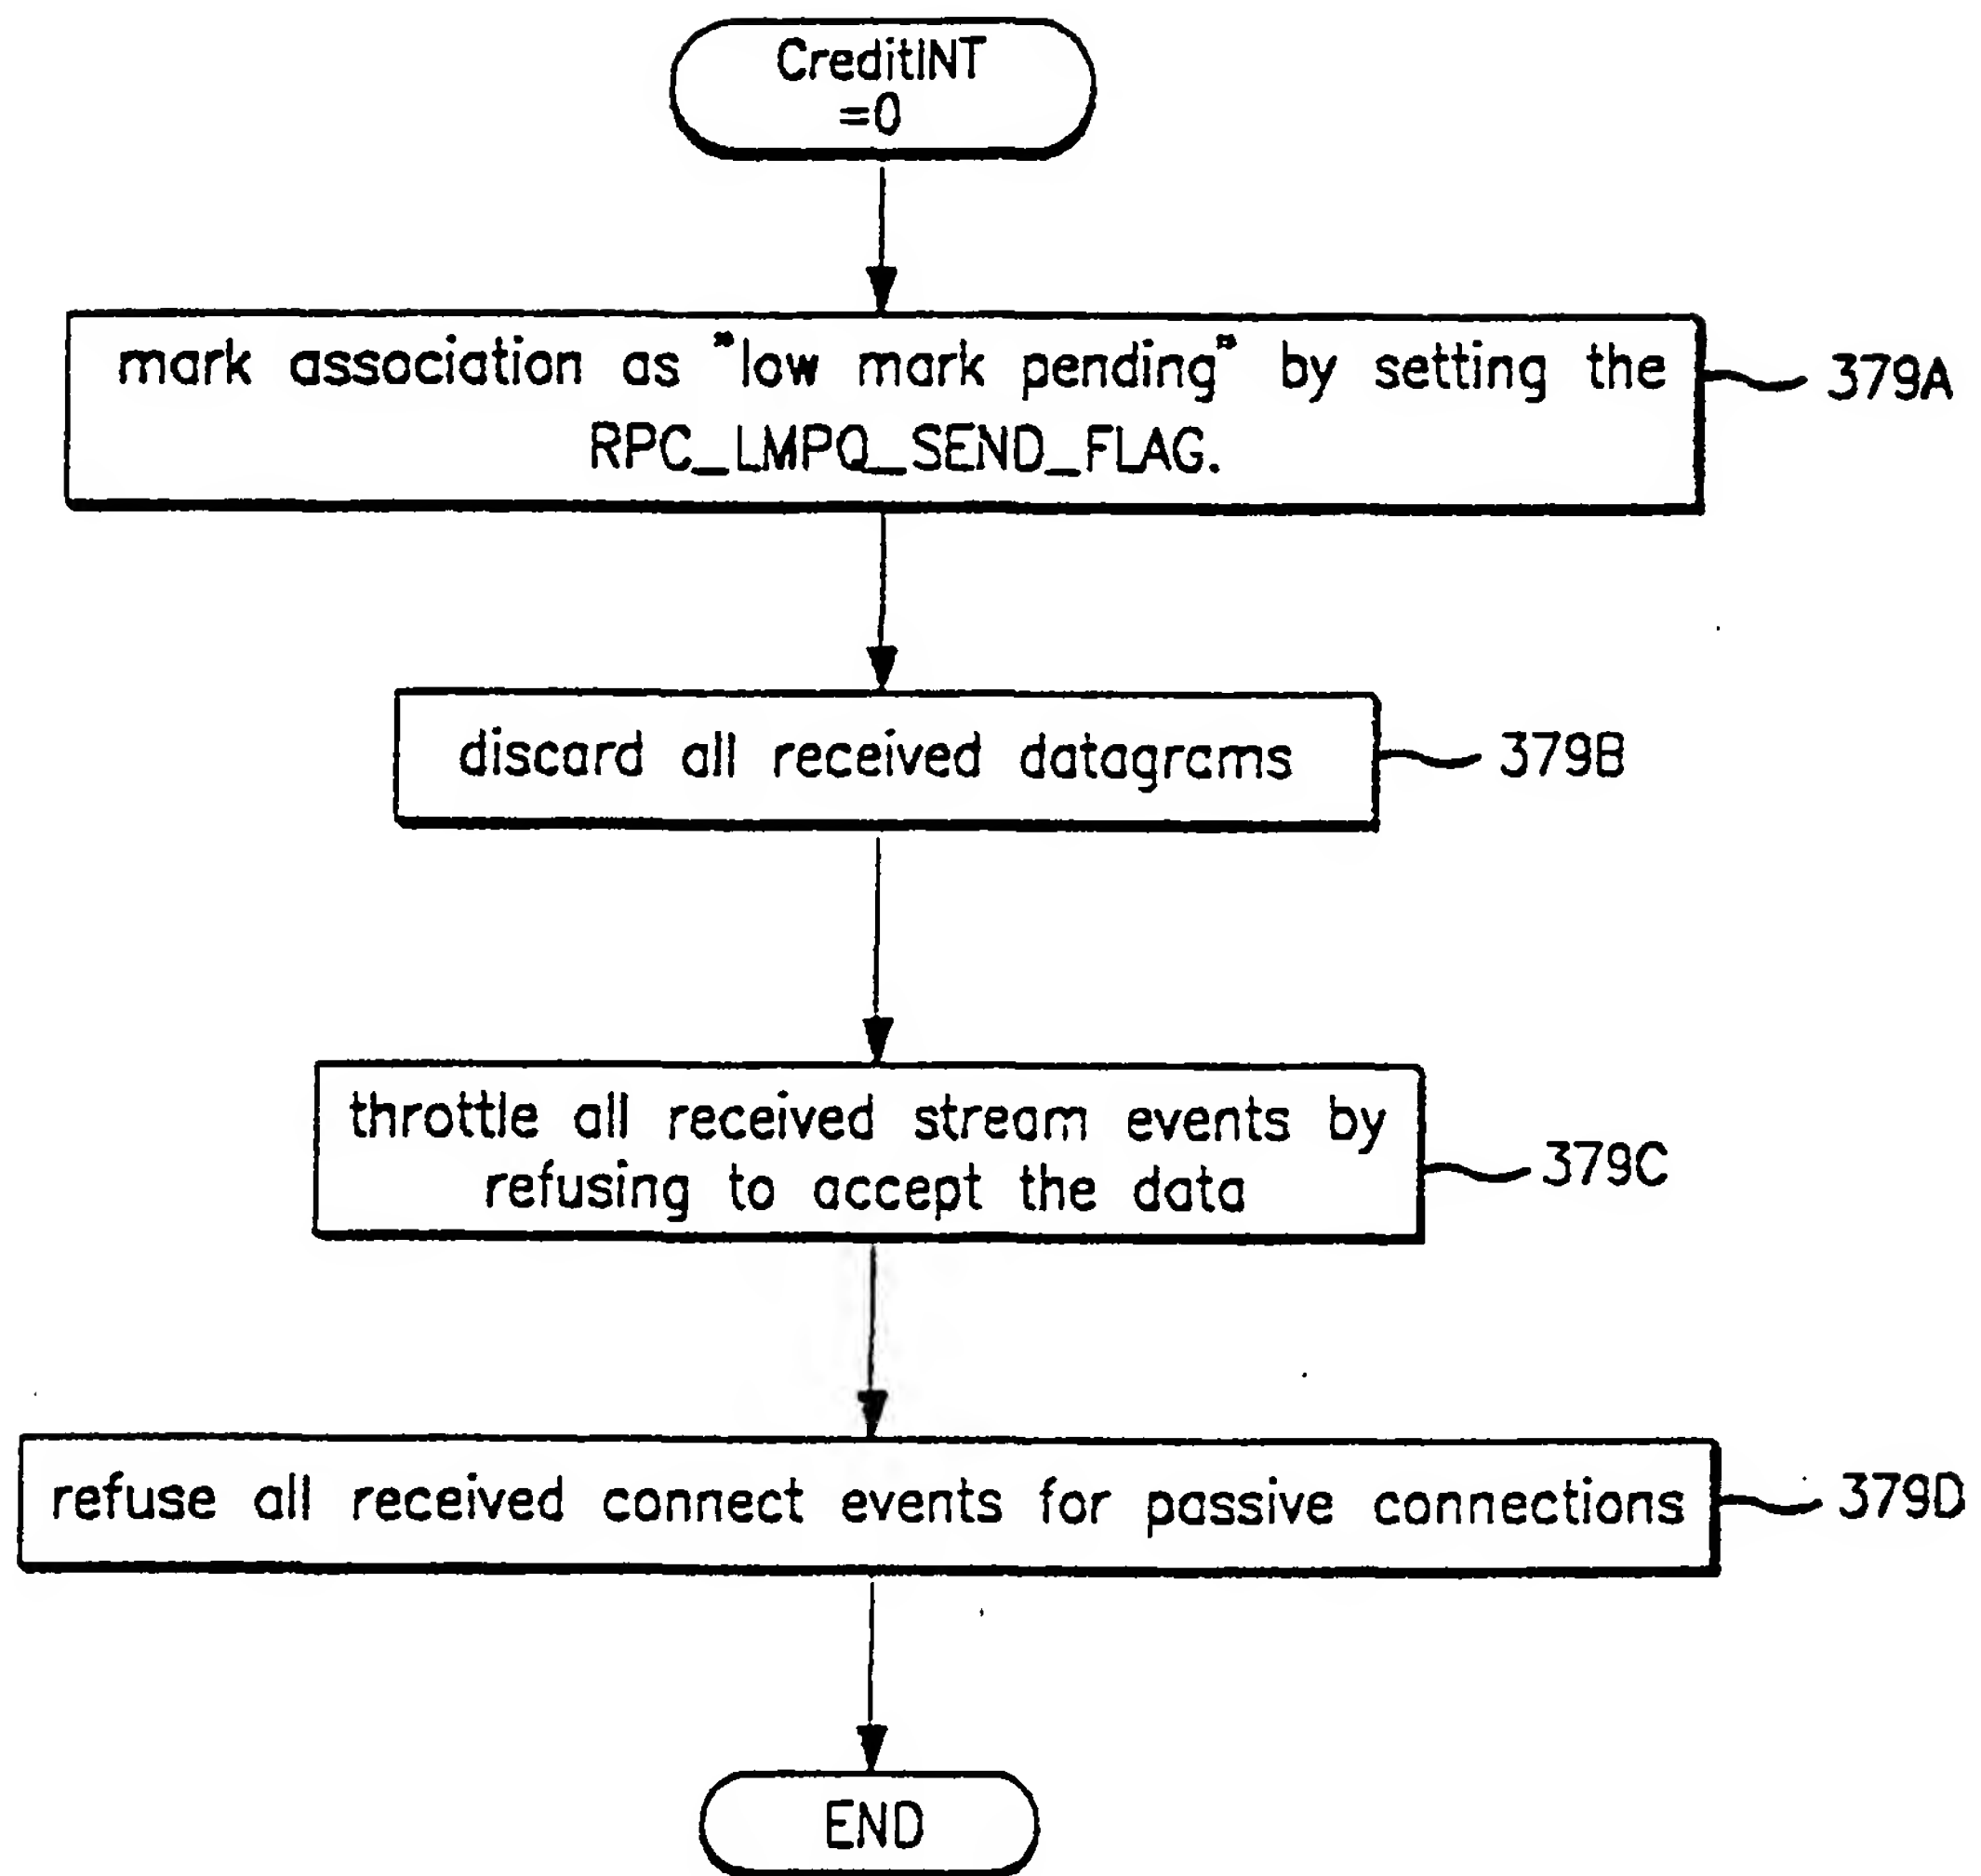 CreditINT
=0
mark association as "low mark pending" by setting the
RPC_LMPQ_SEND_FLAG.
379A
discard all received datagrams
379B
throttle all received stream events by
refusing to accept the data
379C
refuse all received connect events for passive connections
379D
END